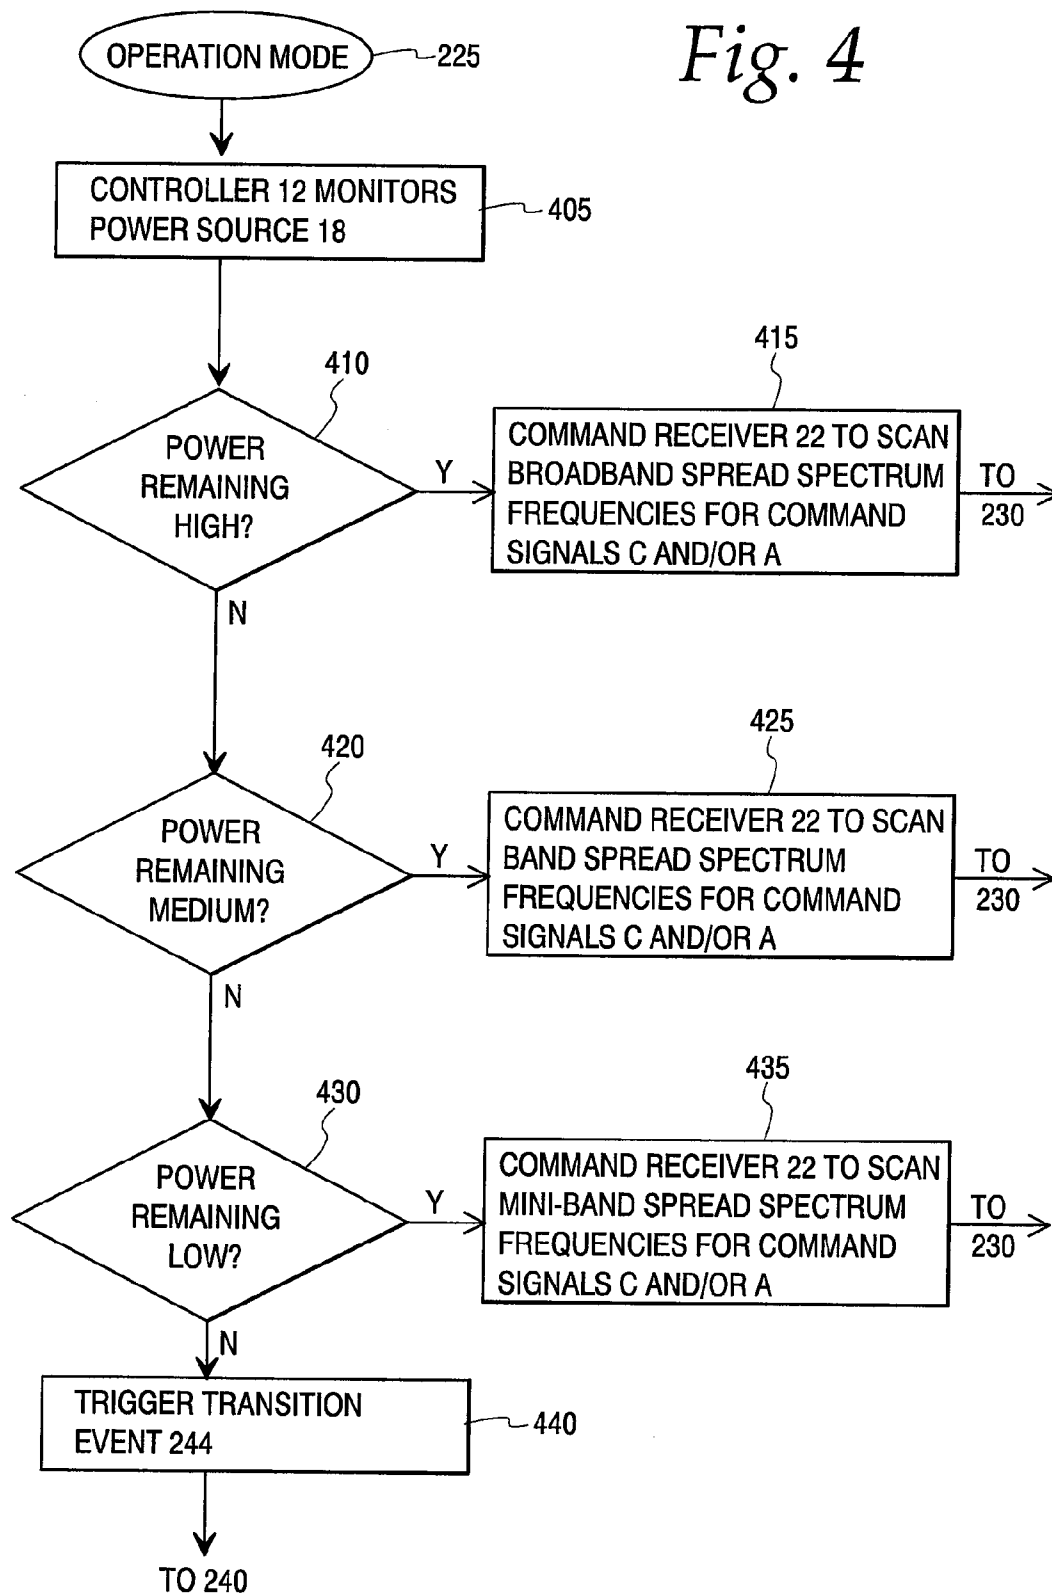 Fig. 4
OPERATION MODE
225
CONTROLLER 12 MONITORS
POWER SOURCE 18
405
410
POWER
REMAINING
HIGH?
Y
N
415
COMMAND RECEIVER 22 TO SCAN
BROADBAND SPREAD SPECTRUM
FREQUENCIES FOR COMMAND
SIGNALS C AND/OR A
TO
230
420
POWER
REMAINING
MEDIUM?
Y
N
425
COMMAND RECEIVER 22 TO SCAN
BAND SPREAD SPECTRUM
FREQUENCIES FOR COMMAND
SIGNALS C AND/OR A
TO
230
430
POWER
REMAINING
LOW?
Y
N
435
COMMAND RECEIVER 22 TO SCAN
MINI-BAND SPREAD SPECTRUM
FREQUENCIES FOR COMMAND
SIGNALS C AND/OR A
TO
230
TRIGGER TRANSITION
EVENT 244
440
TO 240